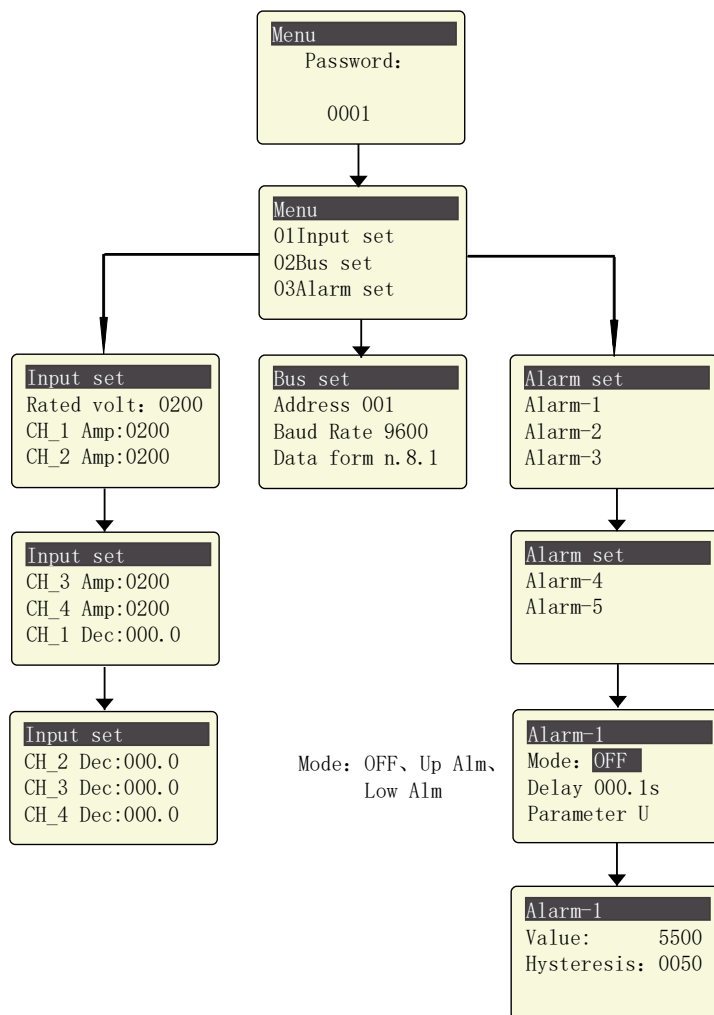 Menu
Password：
0001
Menu
01Input set
02Bus set
03Alarm set
Input set
Rated volt：0200
CH_1 Amp:0200
CH_2 Amp:0200
Bus set
Address 001
Baud Rate 9600
Data form n.8.1
Alarm set
Alarm-1
Alarm-2
Alarm-3
Input set
CH_3 Amp:0200
CH_4 Amp:0200
CH_1 Dec:000.0
Alarm set
Alarm-4
Alarm-5
Input set
CH_2 Dec:000.0
CH_3 Dec:000.0
CH_4 Dec:000.0
Mode：OFF、Up Alm、
Low Alm
Alarm-1
Mode：OFF
Delay 000.1s
Parameter U
Alarm-1
Value: 5500
Hysteresis：0050